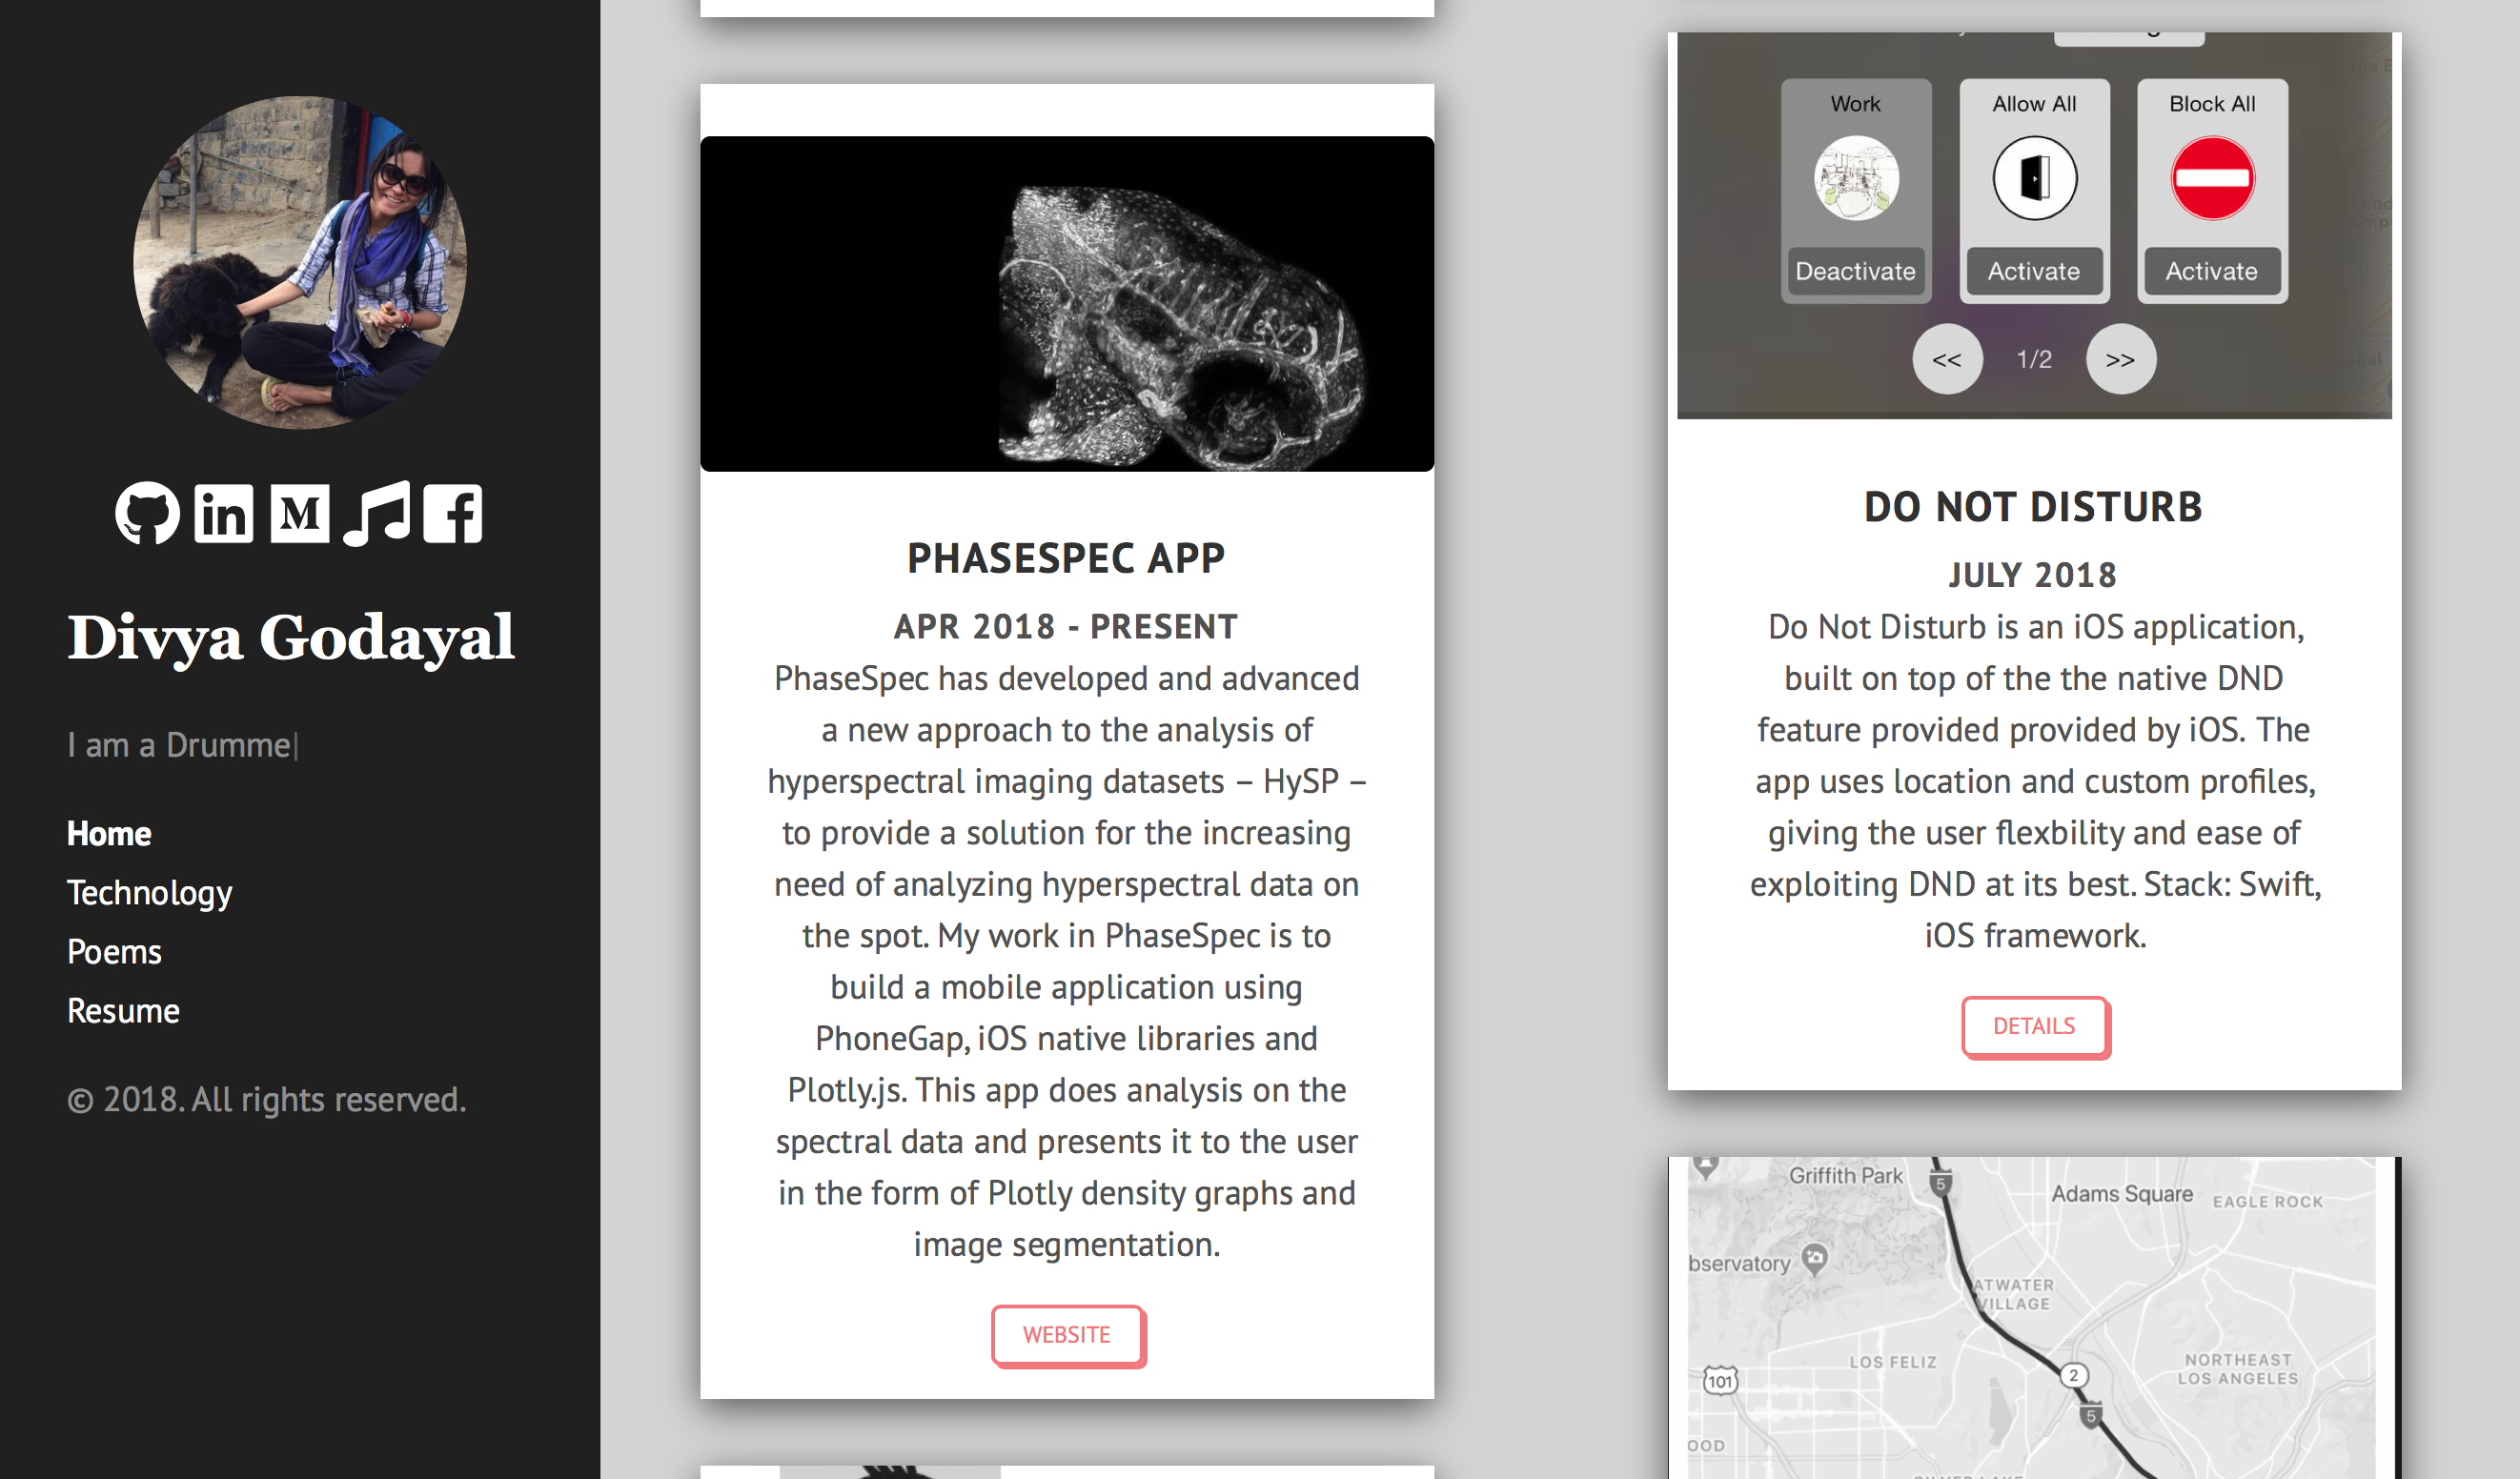 Divya Godayal
I am a Drumme
Home
Technology
Poems
Resume
© 2018. All rights reserved.
PHASESPEC APP
APR 2018 - PRESENT
PhaseSpec has developed and advanced
a new approach to the analysis of
hyperspectral imaging datasets – HySP –
to provide a solution for the increasing
need of analyzing hyperspectral data on
the spot. My work in PhaseSpec is to
build a mobile application using
PhoneGap, iOS native libraries and
Plotly.js. This app does analysis on the
spectral data and presents it to the user
in the form of Plotly density graphs and
image segmentation.
WEBSITE
Work
Allow All
Block All
Deactivate
Activate
Activate
<<
1/2
>>
DO NOT DISTURB
JULY 2018
Do Not Disturb is an iOS application,
built on top of the the native DND
feature provided provided by iOS. The
app uses location and custom profiles,
giving the user flexbility and ease of
exploiting DND at its best. Stack: Swift,
iOS framework.
DETAILS
Griffith Park
5
Adams Square
EAGLE ROCK
bservatory
ATWATER
VILLAGE
LOS FELIZ
2
NORTHEAST
LOS ANGELES
101
5
OOD